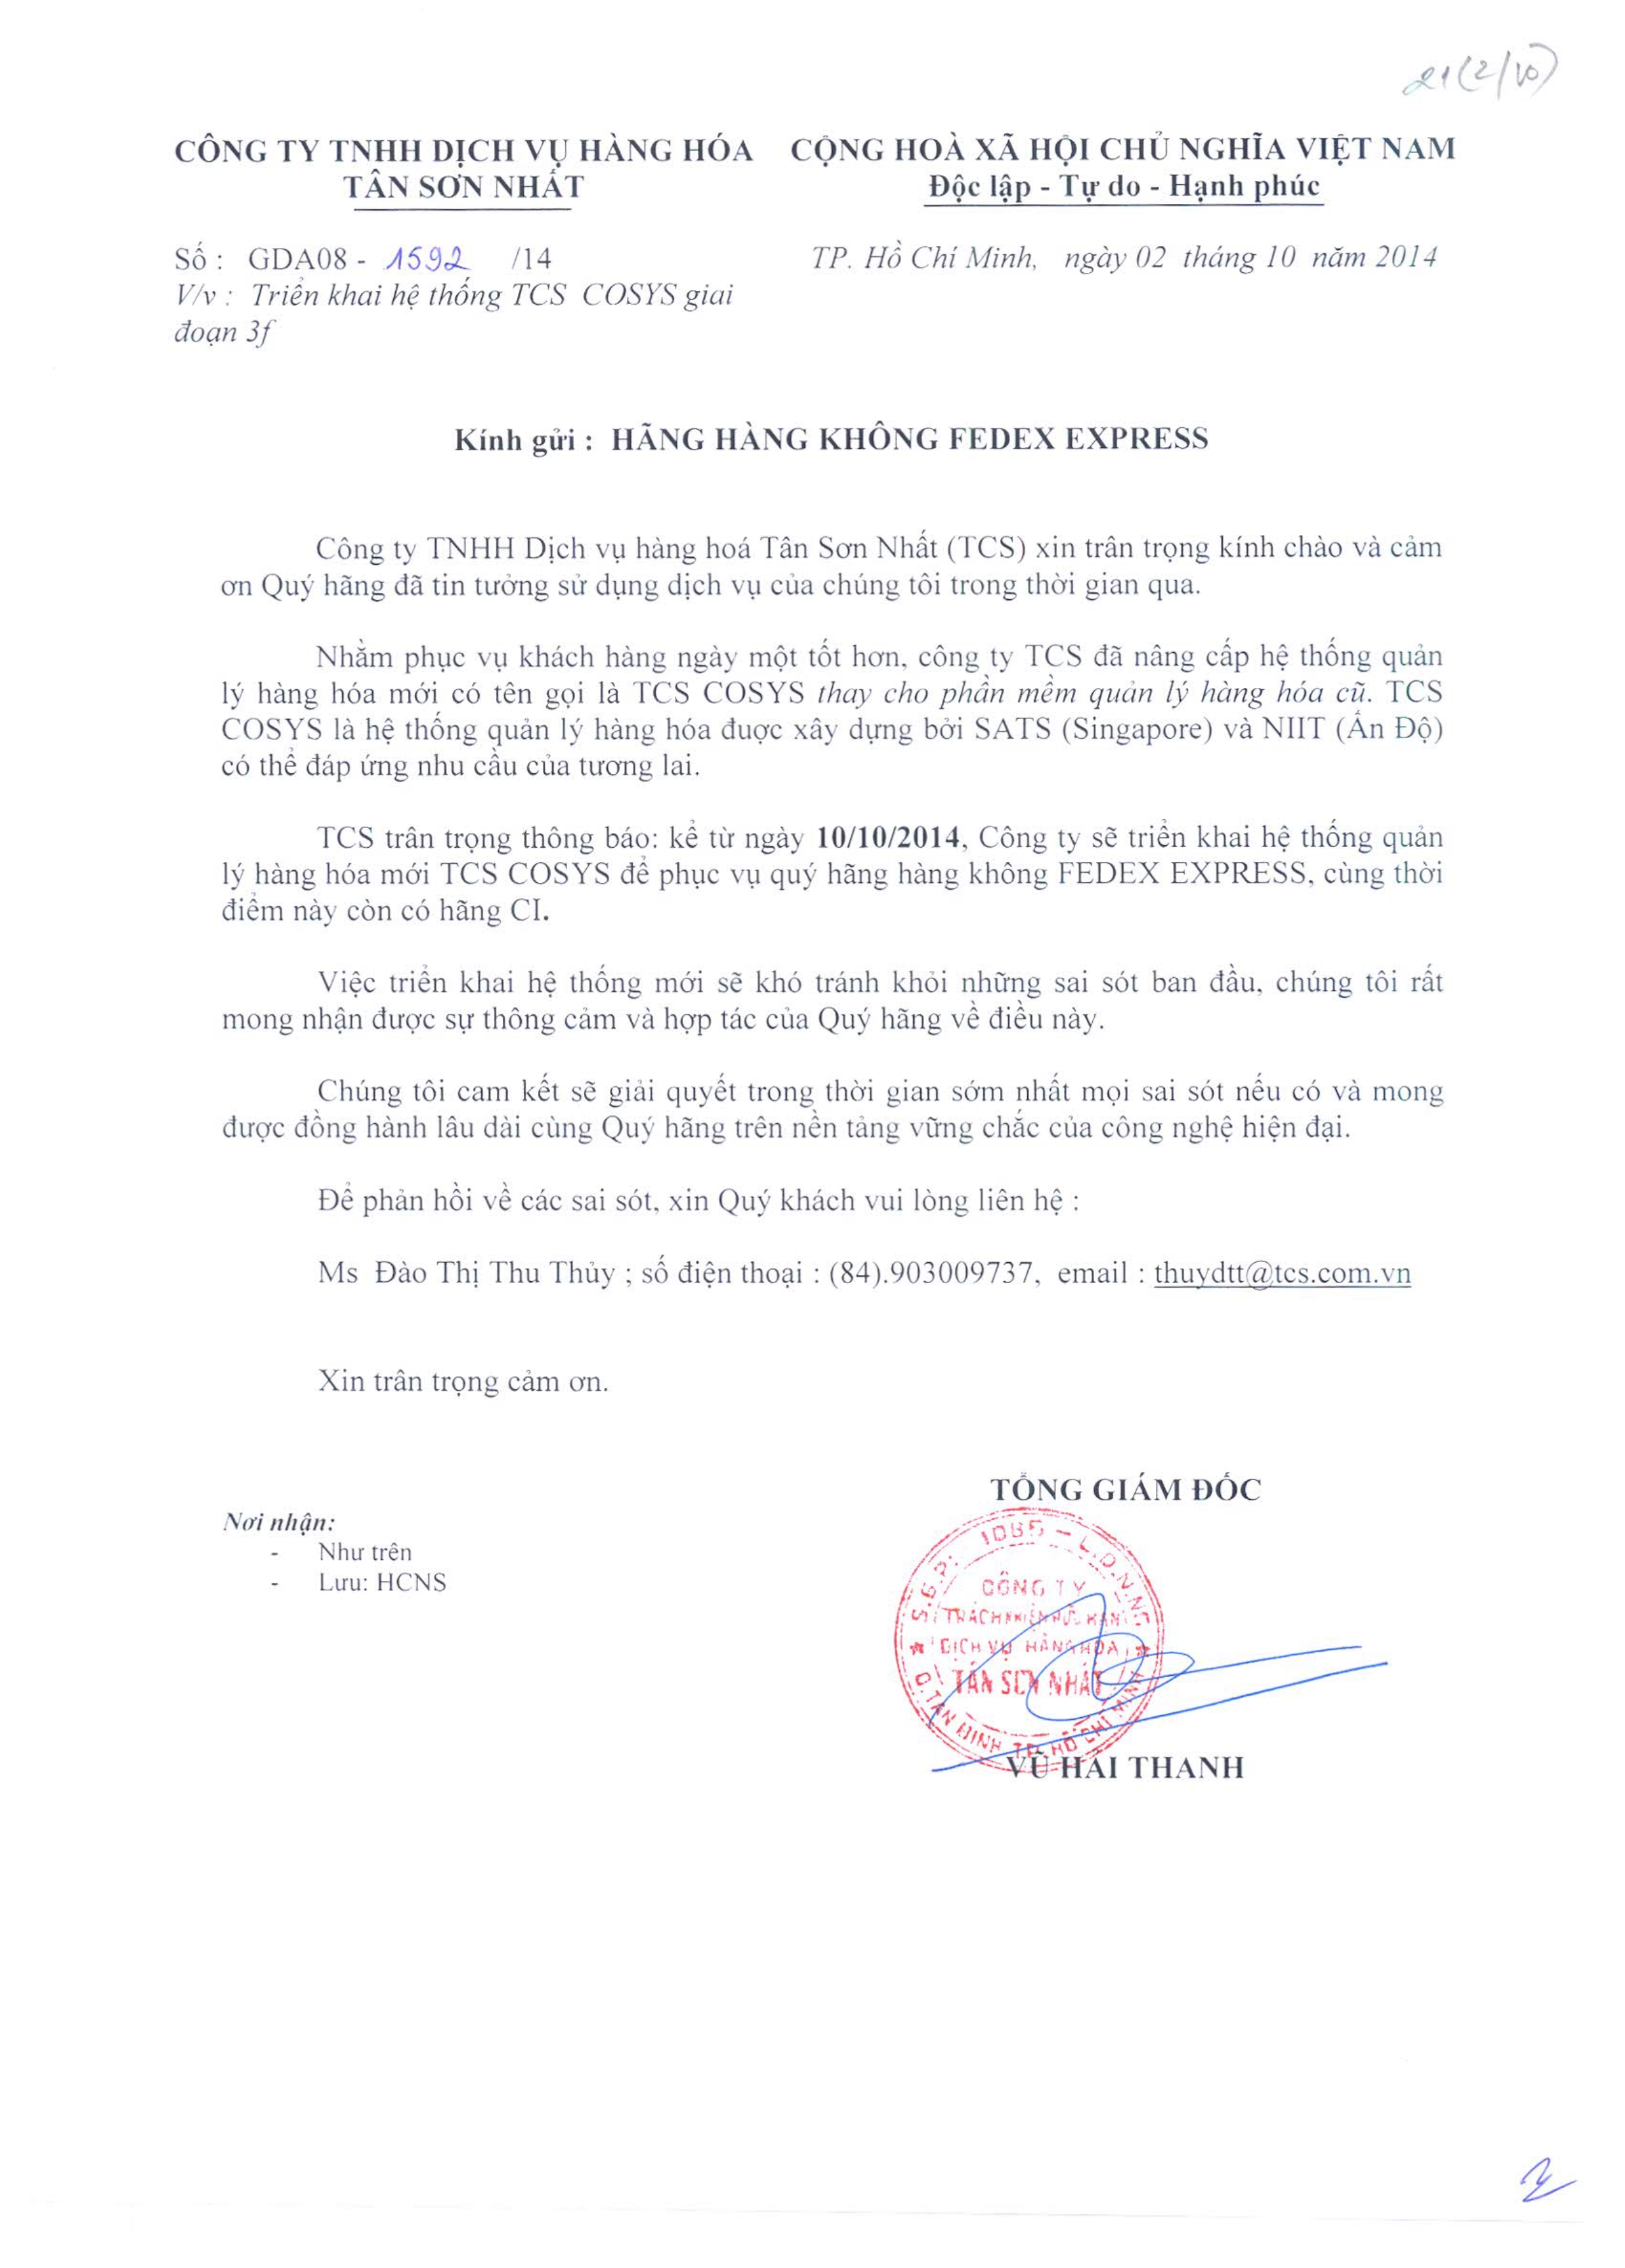 21(2/10)
CÔNG TY TNHH DỊCH VỤ HÀNG HÓA
TÂN SƠN NHẤT
CỘNG HOÀ XÃ HỘI CHỦ NGHĨA VIỆT NAM
Độc lập - Tự do - Hạnh phúc
Số : GDA08 - 1592 /14
TP. Hồ Chí Minh, ngày 02 tháng 10 năm 2014
V/v : Triển khai hệ thống TCS COSYS giai
đoạn 3f
Kính gửi : HÃNG HÀNG KHÔNG FEDEX EXPRESS
Công ty TNHH Dịch vụ hàng hoá Tân Sơn Nhất (TCS) xin trân trọng kính chào và cảm
ơn Quý hãng đã tin tưởng sử dụng dịch vụ của chúng tôi trong thời gian qua.
Nhằm phục vụ khách hàng ngày một tốt hơn, công ty TCS đã nâng cấp hệ thống quản
lý hàng hóa mới có tên gọi là TCS COSYS thay cho phần mềm quản lý hàng hóa cũ. TCS
COSYS là hệ thống quản lý hàng hóa đuợc xây dựng bởi SATS (Singapore) và NIIT (Ấn Độ)
có thể đáp ứng nhu cầu của tương lai.
TCS trân trọng thông báo: kể từ ngày 10/10/2014, Công ty sẽ triển khai hệ thống quản
lý hàng hóa mới TCS COSYS để phục vụ quý hãng hàng không FEDEX EXPRESS, cùng thời
điểm này còn có hãng CI.
Việc triển khai hệ thống mới sẽ khó tránh khỏi những sai sót ban đầu, chúng tôi rất
mong nhận được sự thông cảm và hợp tác của Quý hãng về điều này.
Chúng tôi cam kết sẽ giải quyết trong thời gian sớm nhất mọi sai sót nếu có và mong
được đồng hành lâu dài cùng Quý hãng trên nền tảng vững chắc của công nghệ hiện đại.
Để phản hồi về các sai sót, xin Quý khách vui lòng liên hệ :
Ms Đào Thị Thu Thủy ; số điện thoại : (84).903009737, email : thuydtt@tcs.com.vn
Xin trân trọng cảm ơn.
TỔNG GIÁM ĐỐC
Nơi nhận:
- Như trên
- Lưu: HCNS
CÔNG TY
TRÁCH NHIỆM HỮU HẠN
DỊCH VỤ HÀNG HÓA
TÂN SƠN NHẤT
Q.TÂN BÌNH T.P. HỒ CHÍ MINH
VŨ HẢI THANH